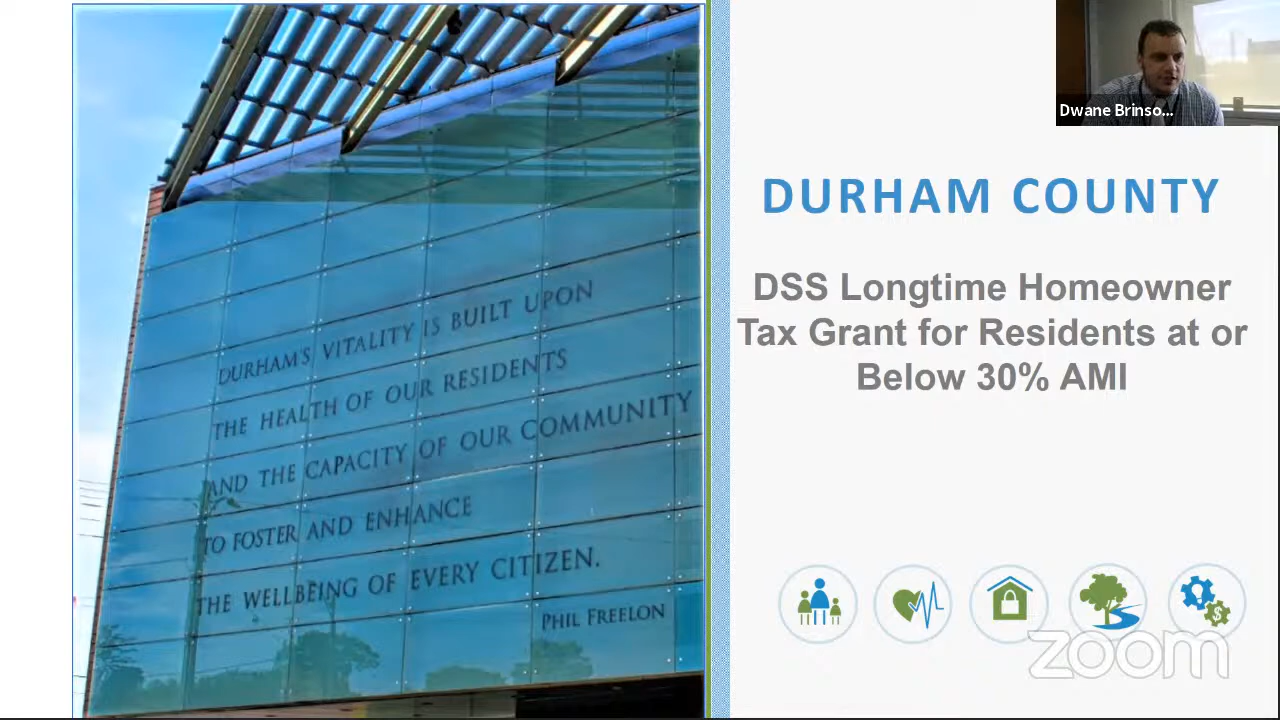 DURHAM'S VITALITY IS BUILT UPON
THE HEALTH OF OUR RESIDENTS
AND THE CAPACITY OF OUR COMMUNITY
TO FOSTER AND ENHANCE
THE WELLBEING OF EVERY CITIZEN.
PHIL FREELON
Dwane Brinso...
DURHAM COUNTY
DSS Longtime Homeowner
Tax Grant for Residents at or
Below 30% AMI
$
zoom